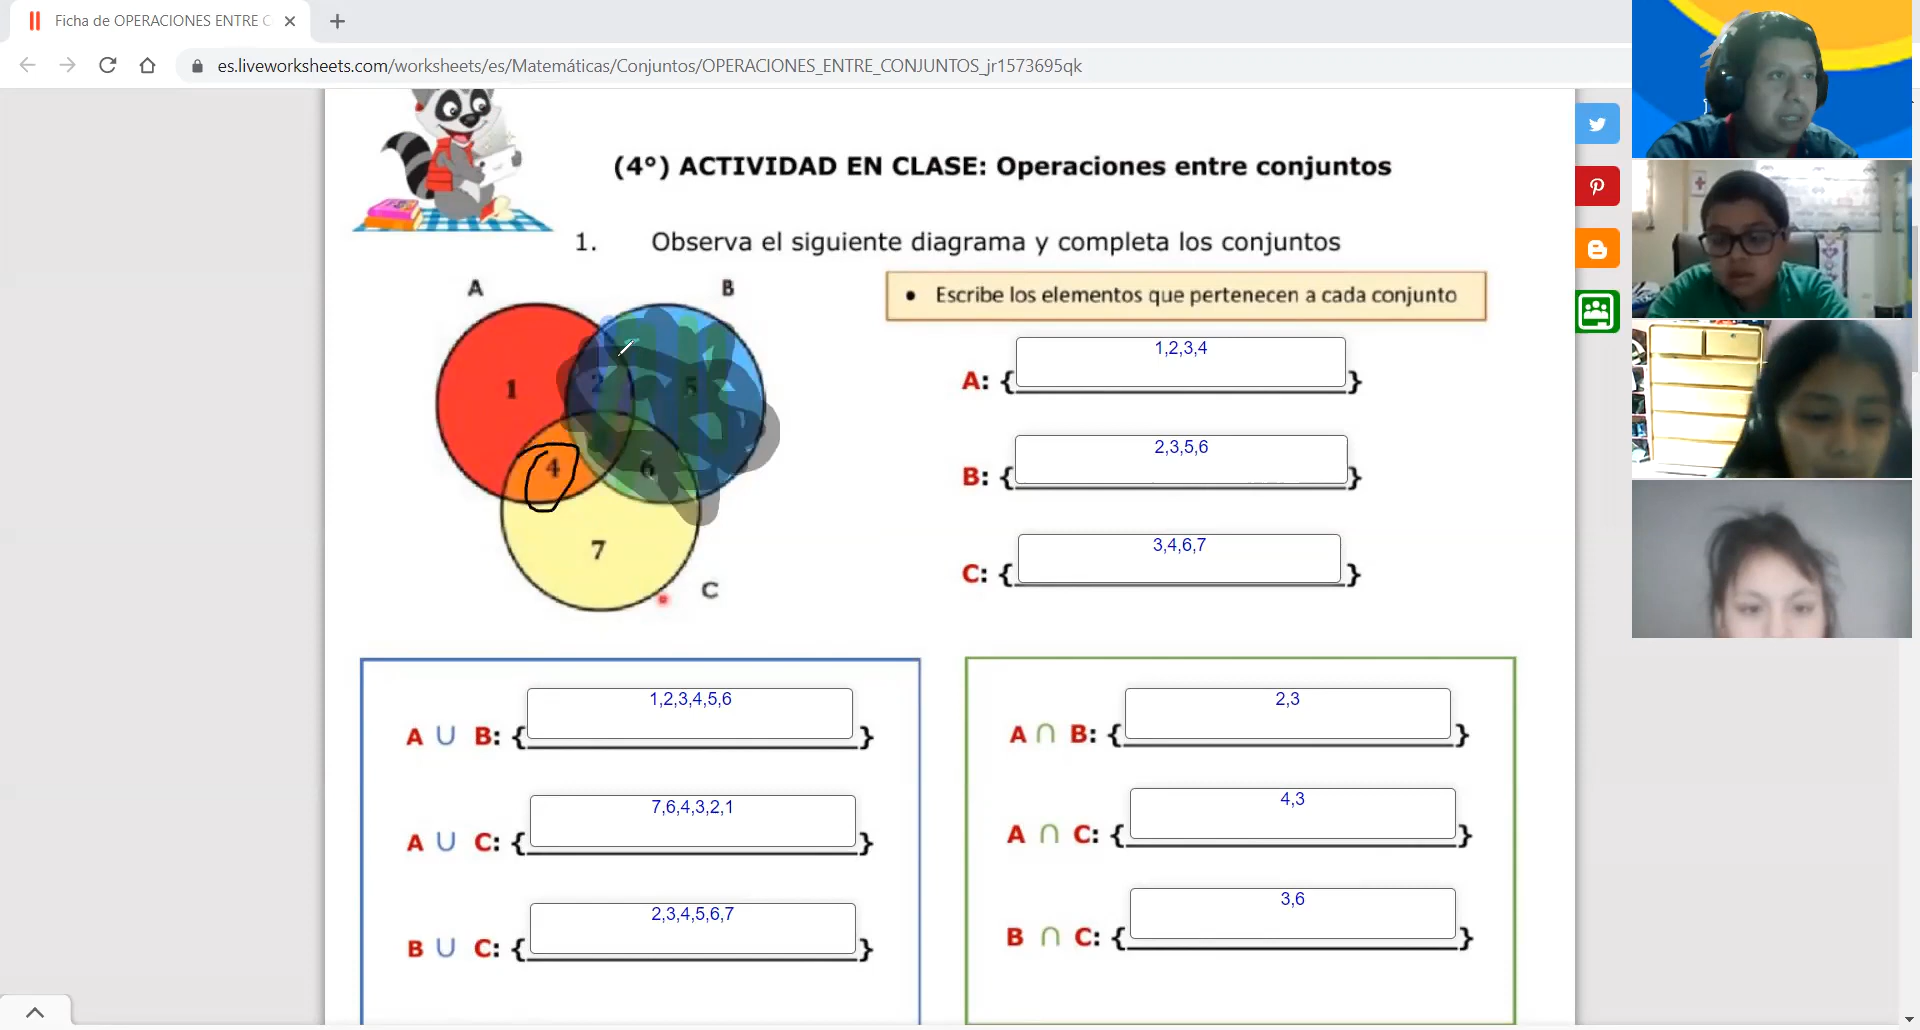 Ficha de OPERACIONES ENTRE C
es.liveworksheets.com/worksheets/es/Matemáticas/Conjuntos/OPERACIONES_ENTRE_CONJUNTOS_jr1573695qk
(4°) ACTIVIDAD EN CLASE: Operaciones entre conjuntos
1. Observa el siguiente diagrama y completa los conjuntos
A B
• Escribe los elementos que pertenecen a cada conjunto
1 2 5
4 6
7
C
A: {1,2,3,4}
B: {2,3,5,6}
C: {3,4,6,7}
A ∪ B: {1,2,3,4,5,6}
A ∪ C: {7,6,4,3,2,1}
B ∪ C: {2,3,4,5,6,7}
A ∩ B: {2,3}
A ∩ C: {4,3}
B ∩ C: {3,6}